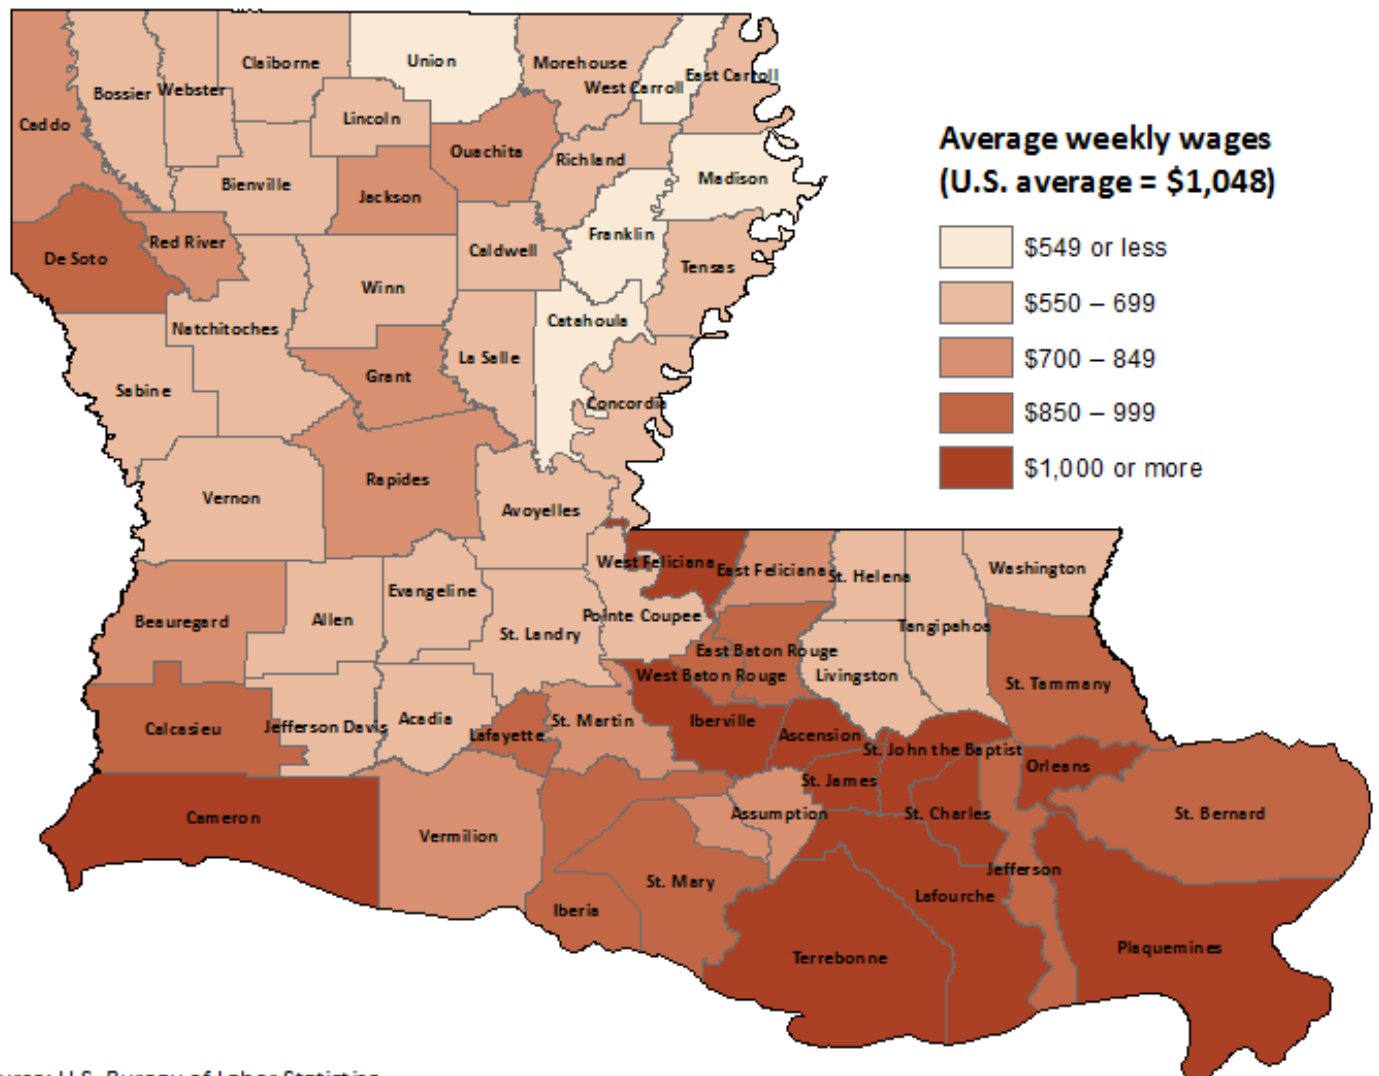 Claiborne
Union
Morehouse
East Carroll
West Carroll
Bossier
Webster
Lincoln
Caddo
Ouachita
Richland
Madison
Bienville
Jackson
Franklin
Red River
De Soto
Caldwell
Tensas
Winn
Natchitoches
Catahoula
La Salle
Grant
Sabine
Concordia
Rapides
Vernon
Avoyelles
West Feliciana
East Feliciana
St. Helena
Washington
Evangeline
Beauregard
Allen
Pointe Coupee
Tangipahoa
St. Landry
East Baton Rouge
West Baton Rouge
Livingston
St. Tammany
Calcasieu
Jefferson Davis
Acadia
Lafayette
St. Martin
Iberville
Ascension
St. John the Baptist
Orleans
St. James
Cameron
Vermilion
Assumption
St. Charles
St. Bernard
Jefferson
St. Mary
Lafourche
Iberia
Terrebonne
Plaquemines
Average weekly wages
(U.S. average = $1,048)
$549 or less
$550 – 699
$700 – 849
$850 – 999
$1,000 or more
U.S. Bureau of Labor Statistics